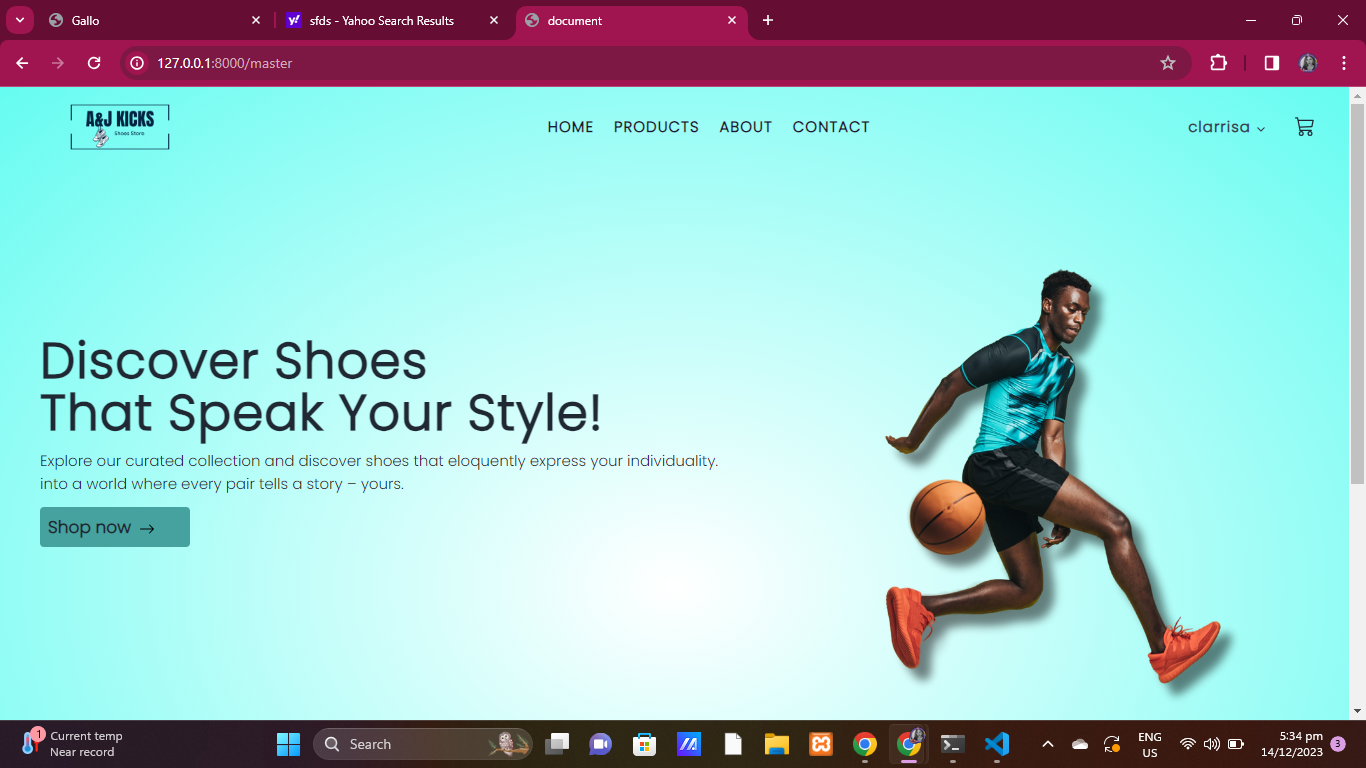 Gallo
sfds - Yahoo Search Results
document
127.0.0.1:8000/master
A&J KICKS
Shoes Store
HOME PRODUCTS ABOUT CONTACT
clarrisa
Discover Shoes
That Speak Your Style!
Explore our curated collection and discover shoes that eloquently express your individuality.
into a world where every pair tells a story – yours.
Shop now →
1
Current temp
Near record
Search
ENG
US
5:34 pm
14/12/2023
3